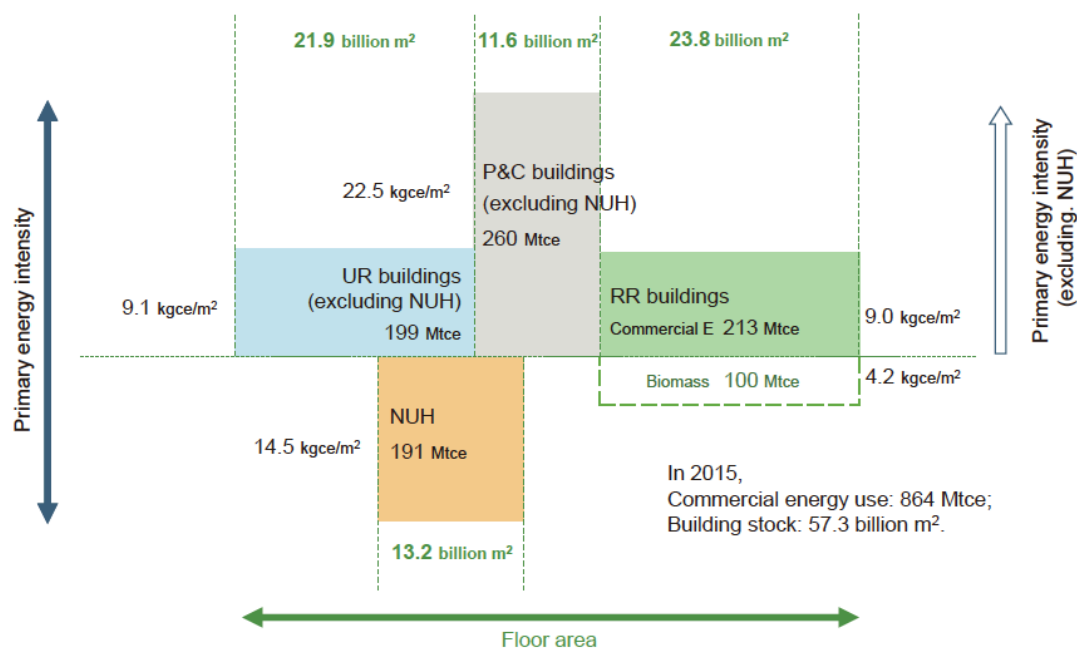 21.9 billion m²
11.6 billion m²
23.8 billion m²
Primary energy intensity
Primary energy intensity
(excluding. NUH)
22.5 kgce/m²
P&C buildings
(excluding NUH)
260 Mtce
9.1 kgce/m²
UR buildings
(excluding NUH)
199 Mtce
RR buildings
Commercial E 213 Mtce
9.0 kgce/m²
Biomass 100 Mtce
4.2 kgce/m²
14.5 kgce/m²
NUH
191 Mtce
In 2015,
Commercial energy use: 864 Mtce;
Building stock: 57.3 billion m².
13.2 billion m²
Floor area